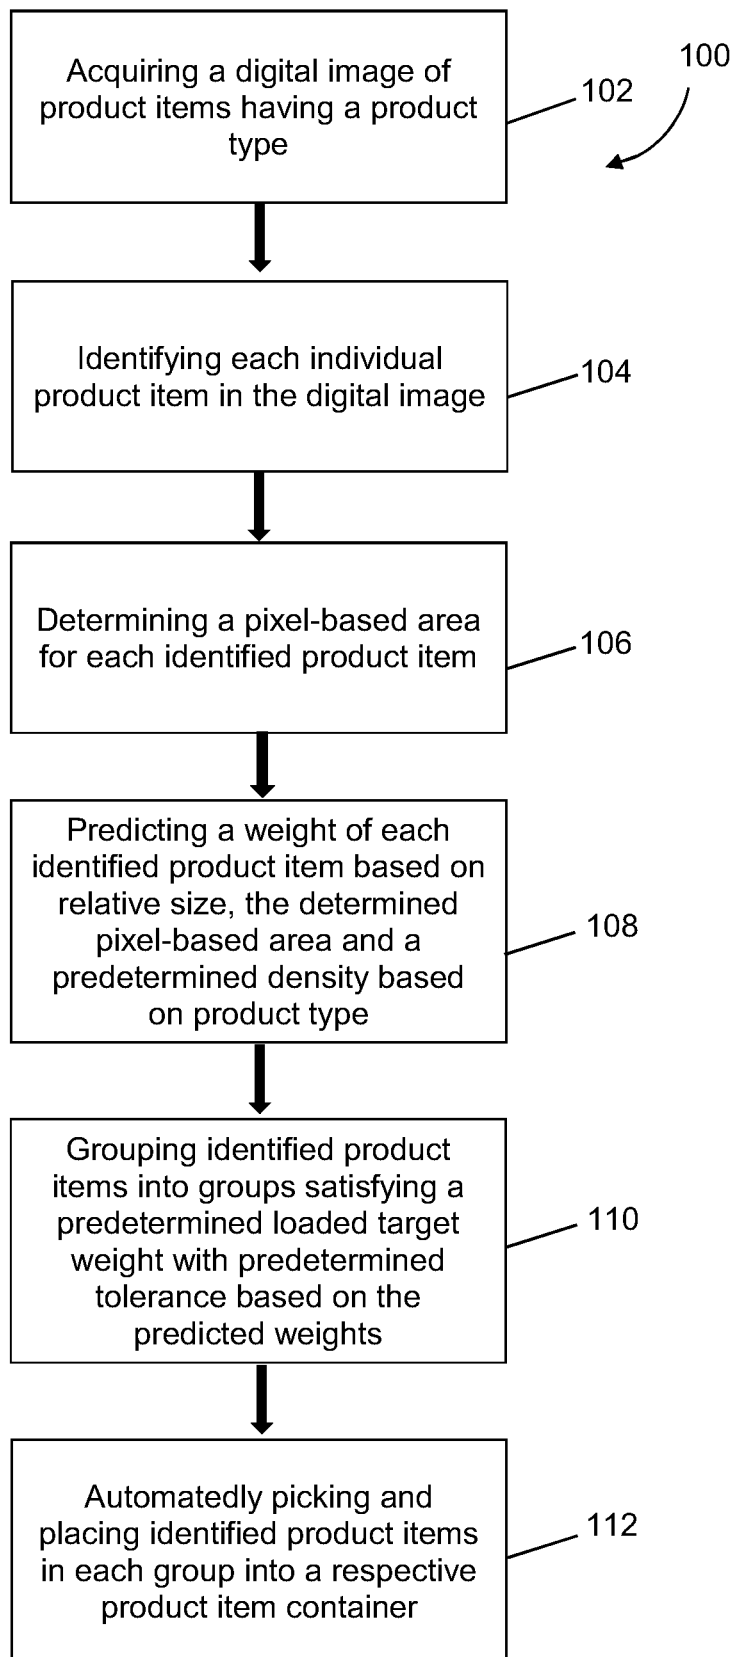 Acquiring a digital image of
product items having a product
type
102
100
Identifying each individual
product item in the digital image
104
Determining a pixel-based area
for each identified product item
106
Predicting a weight of each
identified product item based on
relative size, the determined
pixel-based area and a
predetermined density based
on product type
108
Grouping identified product
items into groups satisfying a
predetermined loaded target
weight with predetermined
tolerance based on the
predicted weights
110
Automatedly picking and
placing identified product items
in each group into a respective
product item container
112